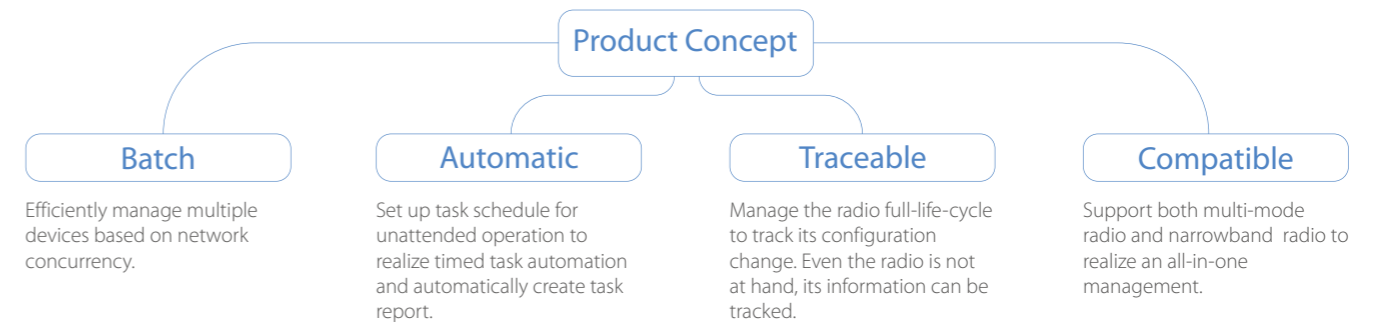 Product Concept
Batch
Efficiently manage multiple
devices based on network
concurrency.
Automatic
Set up task schedule for
unattended operation to
realize timed task automation
and automatically create task
report.
Traceable
Manage the radio full-life-cycle
to track its configuration
change. Even the radio is not
at hand, its information can be
tracked.
Compatible
Support both multi-mode
radio and narrowband  radio to
realize an all-in-one
management.